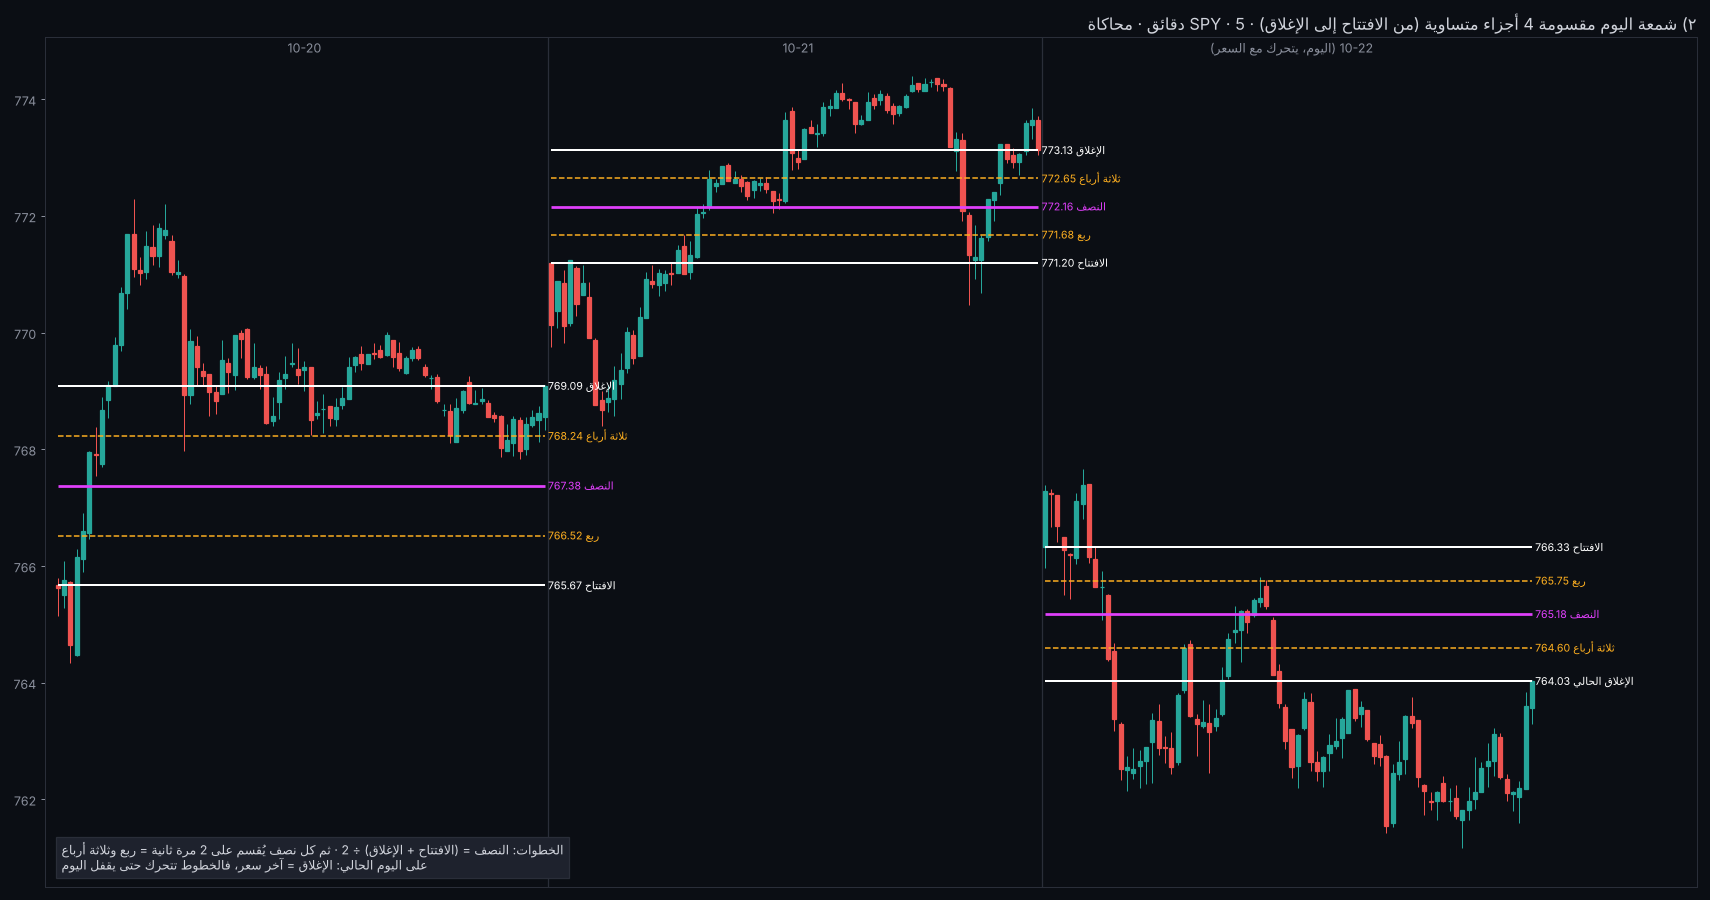 ٢) شمعة اليوم مقسومة 4 أجزاء متساوية (من الافتتاح إلى الإغلاق) · SPY · 5 دقائق · محاكاة
10-20
10-21
10-22 (اليوم، يتحرك مع السعر)
774
772
770
768
766
764
762
الإغلاق 769.09
ثلاثة أرباع 768.24
النصف 767.38
ربع 766.52
الافتتاح 765.67
الإغلاق 773.13
ثلاثة أرباع 772.65
النصف 772.16
ربع 771.68
الافتتاح 771.20
الافتتاح 766.33
ربع 765.75
النصف 765.18
ثلاثة أرباع 764.60
الإغلاق الحالي 764.03
الخطوات: النصف = (الافتتاح + الإغلاق) ÷ 2 · ثم كل نصف يُقسم على 2 مرة ثانية = ربع وثلاثة أرباع
على اليوم الحالي: الإغلاق = آخر سعر، فالخطوط تتحرك حتى يقفل اليوم